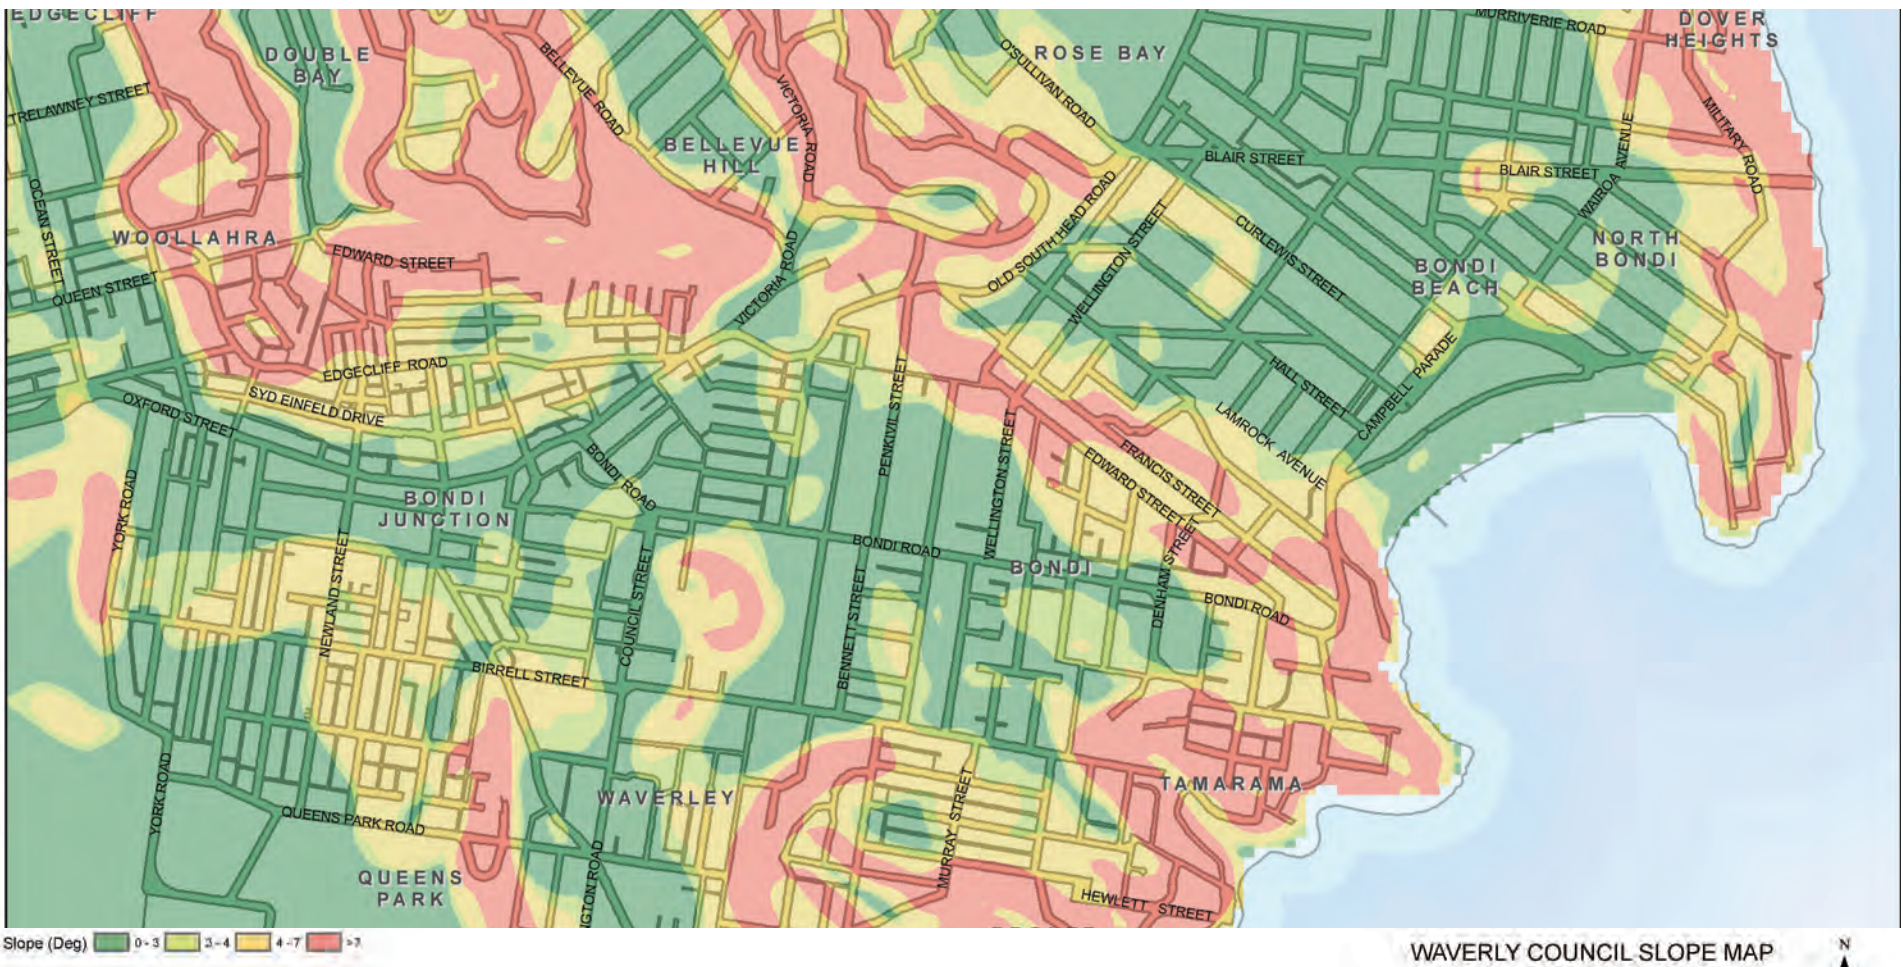 EDGECLIFF
DOUBLE
BAY
TRELAWNEY STREET
BELLEVUE ROAD
BELLEVUE
HILL
VICTORIA ROAD
O'SULLIVAN ROAD
ROSE BAY
MURRIVERIE ROAD
DOVER
HEIGHTS
MILITARY ROAD
BLAIR STREET
BLAIR STREET
WAIROA AVENUE
OCEAN STREET
WOOLLAHRA
EDWARD STREET
QUEEN STREET
VICTORIA ROAD
OLD SOUTH HEAD ROAD
WELLINGTON STREET
CURLEWIS STREET
BONDI
BEACH
NORTH
BONDI
EDGECLIFF ROAD
SYD EINFELD DRIVE
OXFORD STREET
PENKIVIL STREET
HALL STREET
CAMPBELL PARADE
LAMROCK AVENUE
WELLINGTON STREET
FRANCIS STREET
EDWARD STREET
YORK ROAD
BONDI
JUNCTION
BONDI ROAD
BONDI ROAD
BONDI
DENHAM STREET
BONDI ROAD
NEWLAND STREET
COUNCIL STREET
BENNETT STREET
BIRRELL STREET
YORK ROAD
QUEENS PARK ROAD
WAVERLEY
MURRAY STREET
TAMARAMA
QUEENS
PARK
NGTON ROAD
HEWLETT STREET
Slope (Deg) 0 - 3 3 - 4 4 - 7 >7
WAVERLY COUNCIL SLOPE MAP
N